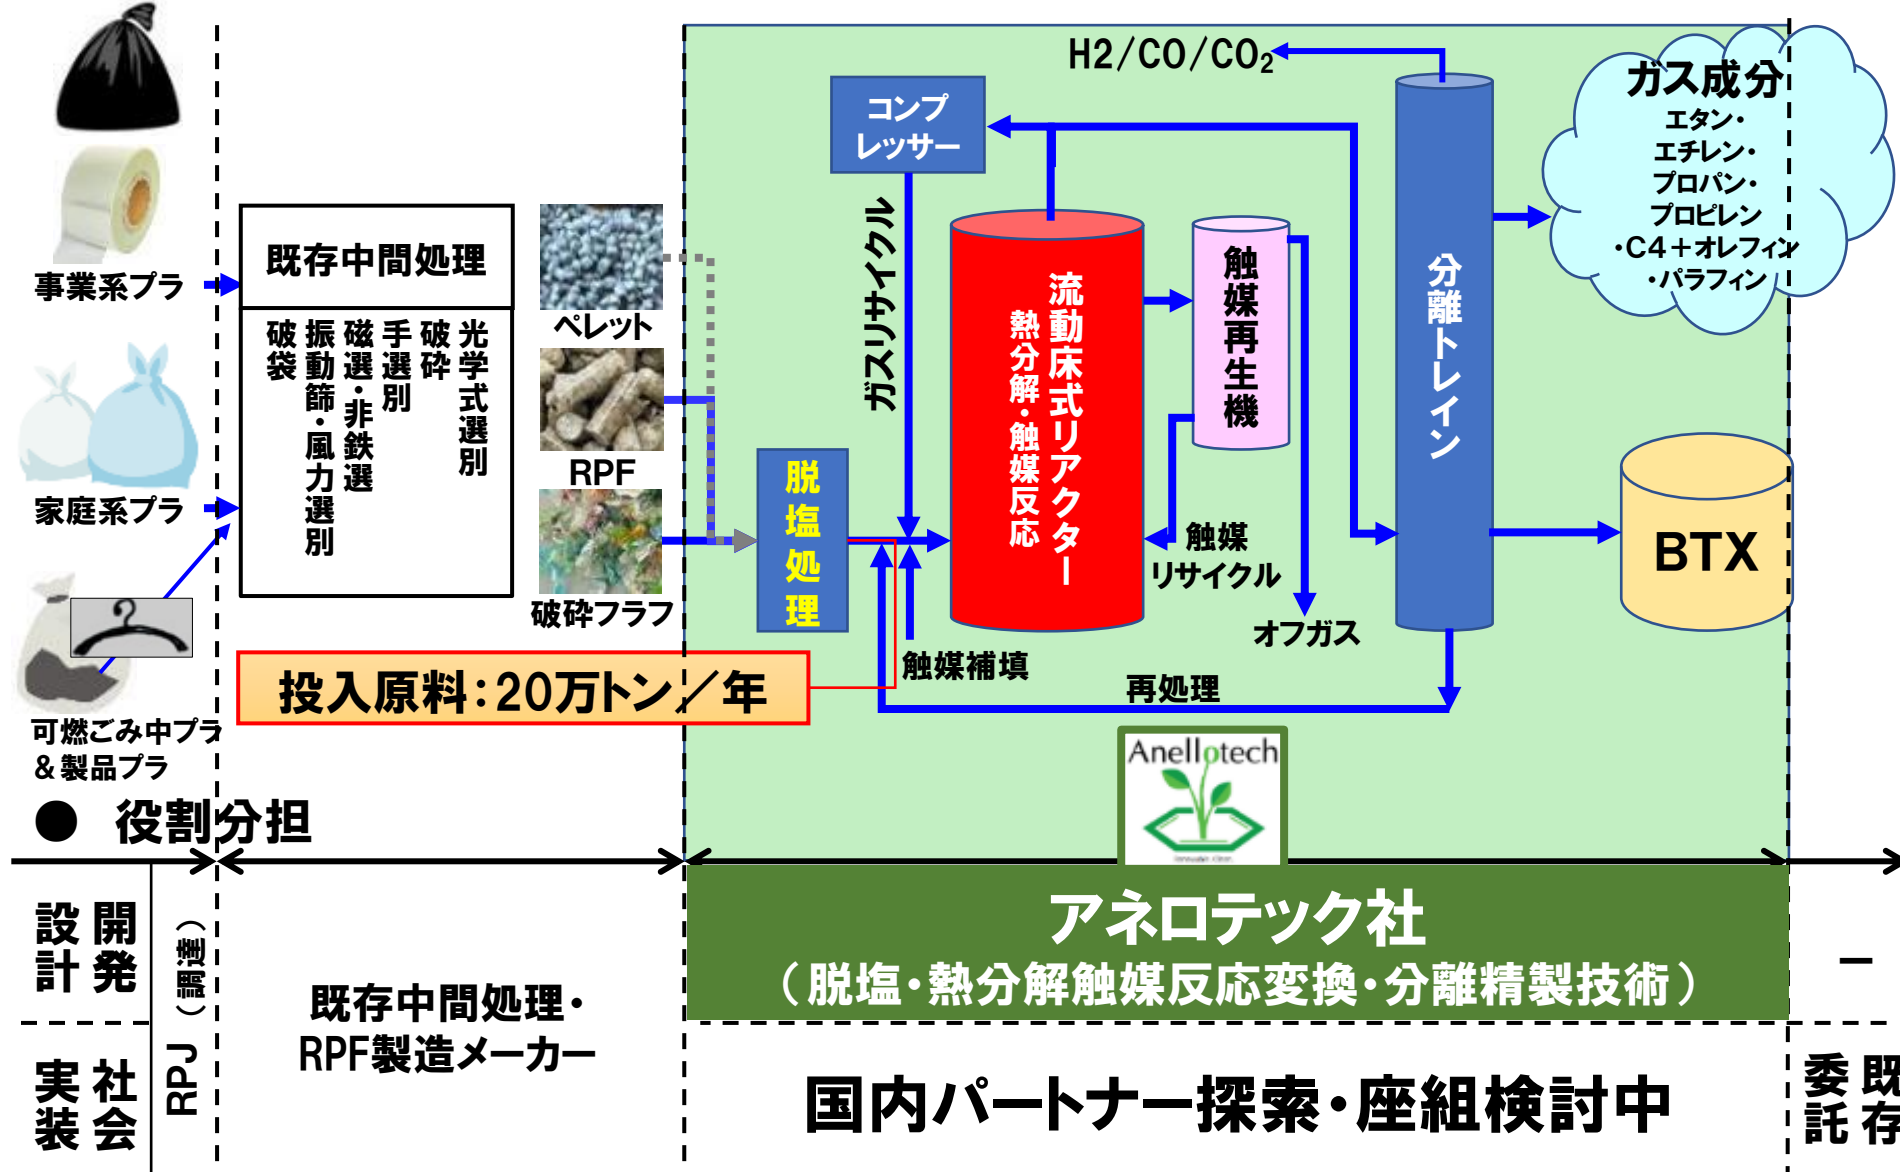 H2/CO/CO₂
コンプ
レッサー
ガス成分
エタン・
エチレン・
プロパン・
プロピレン
・C4＋オレフィン
・パラフィン
事業系プラ
家庭系プラ
可燃ごみ中プラ
＆製品プラ
既存中間処理
破袋
振動篩・風力選別
磁選・非鉄選
手選別
破砕
光学式選別
ペレット
RPF
破砕フラフ
脱塩処理
ガスリサイクル
流動床式リアクター
熱分解・触媒反応
触媒再生機
分離トレイン
触媒
リサイクル
オフガス
BTX
触媒補填
再処理
投入原料：20万トン／年
Anellotech
● 役割分担
開発
設計
社会
実装
RPJ（調達）
既存中間処理・
RPF製造メーカー
アネロテック社
（脱塩・熱分解触媒反応変換・分離精製技術）
国内パートナー探索・座組検討中
－
既存
委託